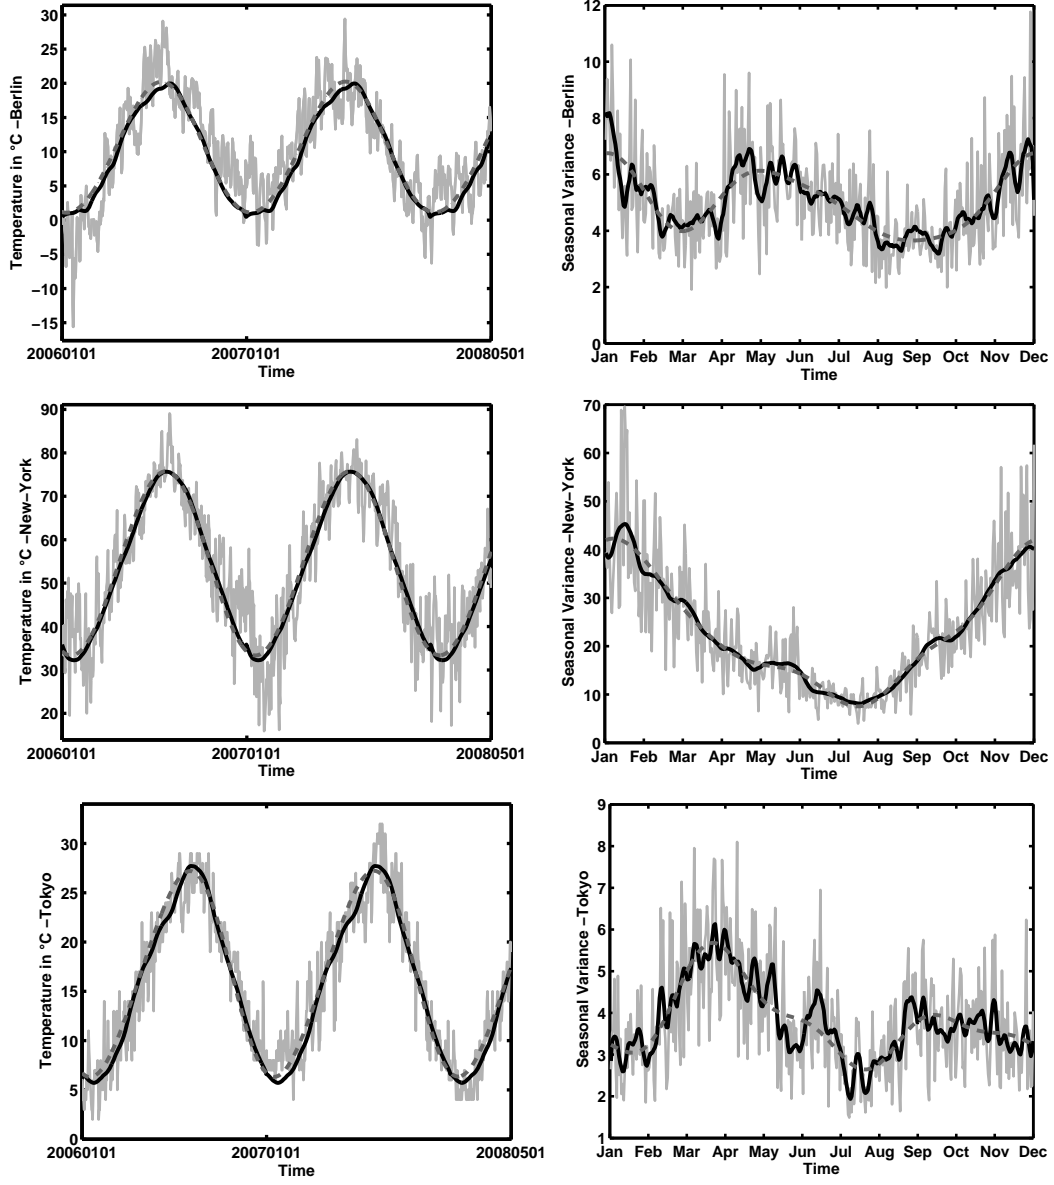 30
25
20
15
10
5
0
−5
−10
−15
Temperature in °C −Berlin
20060101 20070101 20080501
Time
12
10
8
6
4
2
0
Seasonal Variance −Berlin
Jan Feb Mar Apr May Jun Jul Aug Sep Oct Nov Dec
Time
90
80
70
60
50
40
30
20
Temperature in °C −New−York
20060101 20070101 20080501
Time
70
60
50
40
30
20
10
0
Seasonal Variance −New−York
Jan Feb Mar Apr May Jun Jul Aug Sep Oct Nov Dec
Time
30
25
20
15
10
5
0
Temperature in °C −Tokyo
20060101 20070101 20080501
Time
9
8
7
6
5
4
3
2
1
Seasonal Variance −Tokyo
Jan Feb Mar Apr May Jun Jul Aug Sep Oct Nov Dec
Time